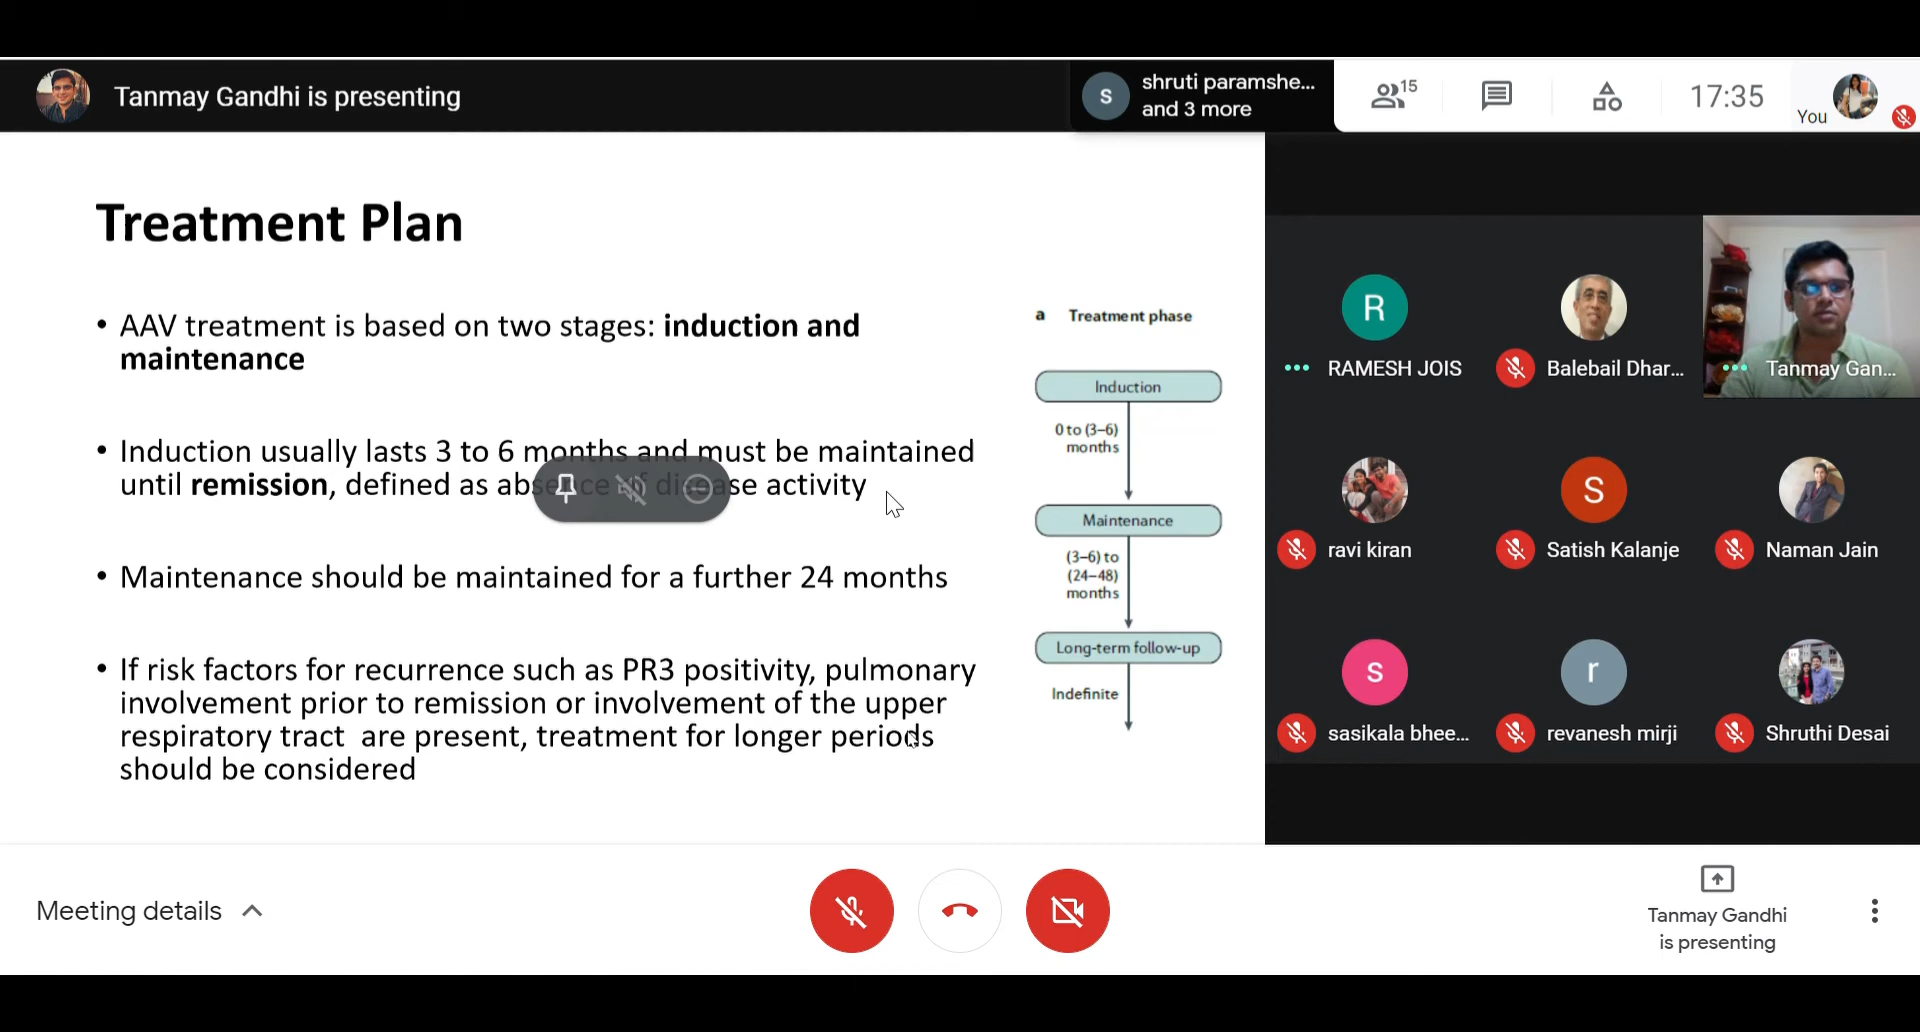 Tanmay Gandhi is presenting
s
shruti paramshe...
and 3 more
15
17:35
You
Treatment Plan
• AAV treatment is based on two stages: induction and
maintenance
• Induction usually lasts 3 to 6 months and must be maintained
until remission, defined as absence of disease activity
• Maintenance should be maintained for a further 24 months
• If risk factors for recurrence such as PR3 positivity, pulmonary
involvement prior to remission or involvement of the upper
respiratory tract are present, treatment for longer periods
should be considered
a Treatment phase
Induction
0 to (3–6)
months
Maintenance
(3–6) to
(24–48)
months
Long-term follow-up
Indefinite
R
RAMESH JOIS
Balebail Dhar...
Tanmay Gan...
ravi kiran
S
Satish Kalanje
Naman Jain
s
sasikala bhee...
r
revanesh mirji
Shruthi Desai
Meeting details
Tanmay Gandhi
is presenting